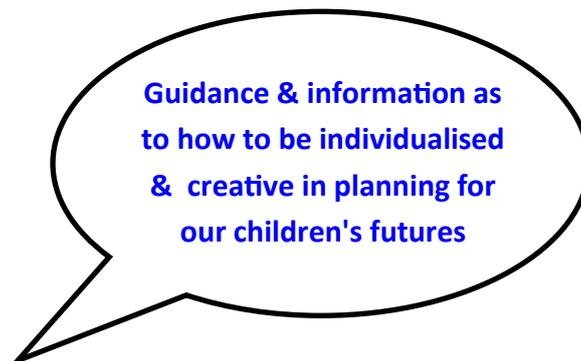 Guidance & information as
to how to be individualised
& creative in planning for
our children's futures